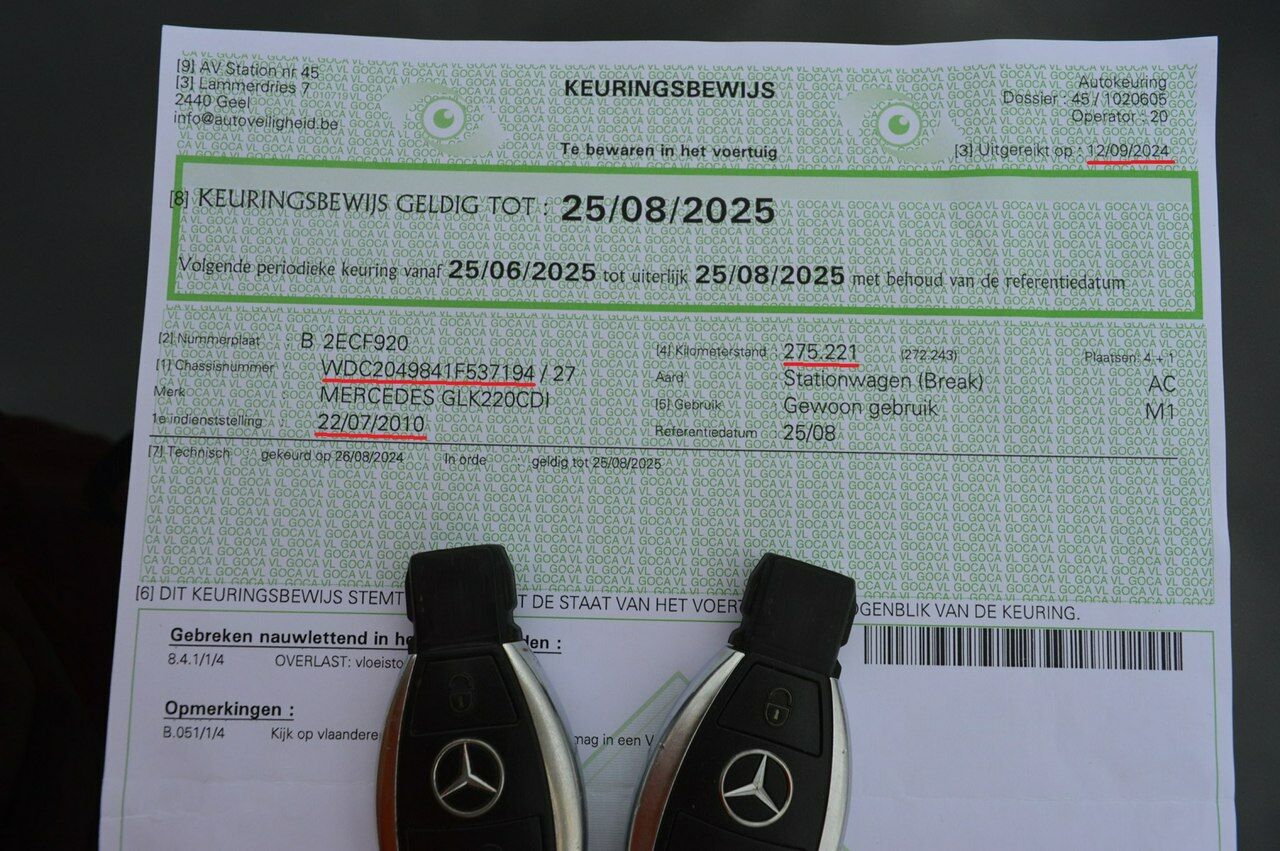 [9] AV Station nr 45
[3] Lammerdries 7
2440 Geel
info@autoveiligheid.be
KEURINGSBEWIJS
Te bewaren in het voertuig
Autokeuring
Dossier : 45 / 1020605
Operator : 20
[3] Uitgereikt op : 12/09/2024
[8] KEURINGSBEWIJS GELDIG TOT : 25/08/2025
Volgende periodieke keuring vanaf 25/06/2025 tot uiterlijk 25/08/2025 met behoud van de referentiedatum
[2] Nummerplaat : B 2ECF920
[1] Chassisnummer : WDC2049841F537194 / 27
Merk : MERCEDES GLK220CDI
1e indienststelling : 22/07/2010
[4] Kilometerstand : 275.221 (272.243) Plaatsen: 4 + 1
Aard : Stationwagen (Break) AC
[5] Gebruik : Gewoon gebruik M1
Referentiedatum : 25/08
[7] Technisch : gekeurd op 26/08/2024 In orde : geldig tot 25/08/2025
[6] DIT KEURINGSBEWIJS STEMT T DE STAAT VAN HET VOER OGENBLIK VAN DE KEURING.
Gebreken nauwlettend in he den :
8.4.1/1/4 OVERLAST: vloeisto
Opmerkingen :
B.051/1/4 Kijk op vlaandere mag in een V